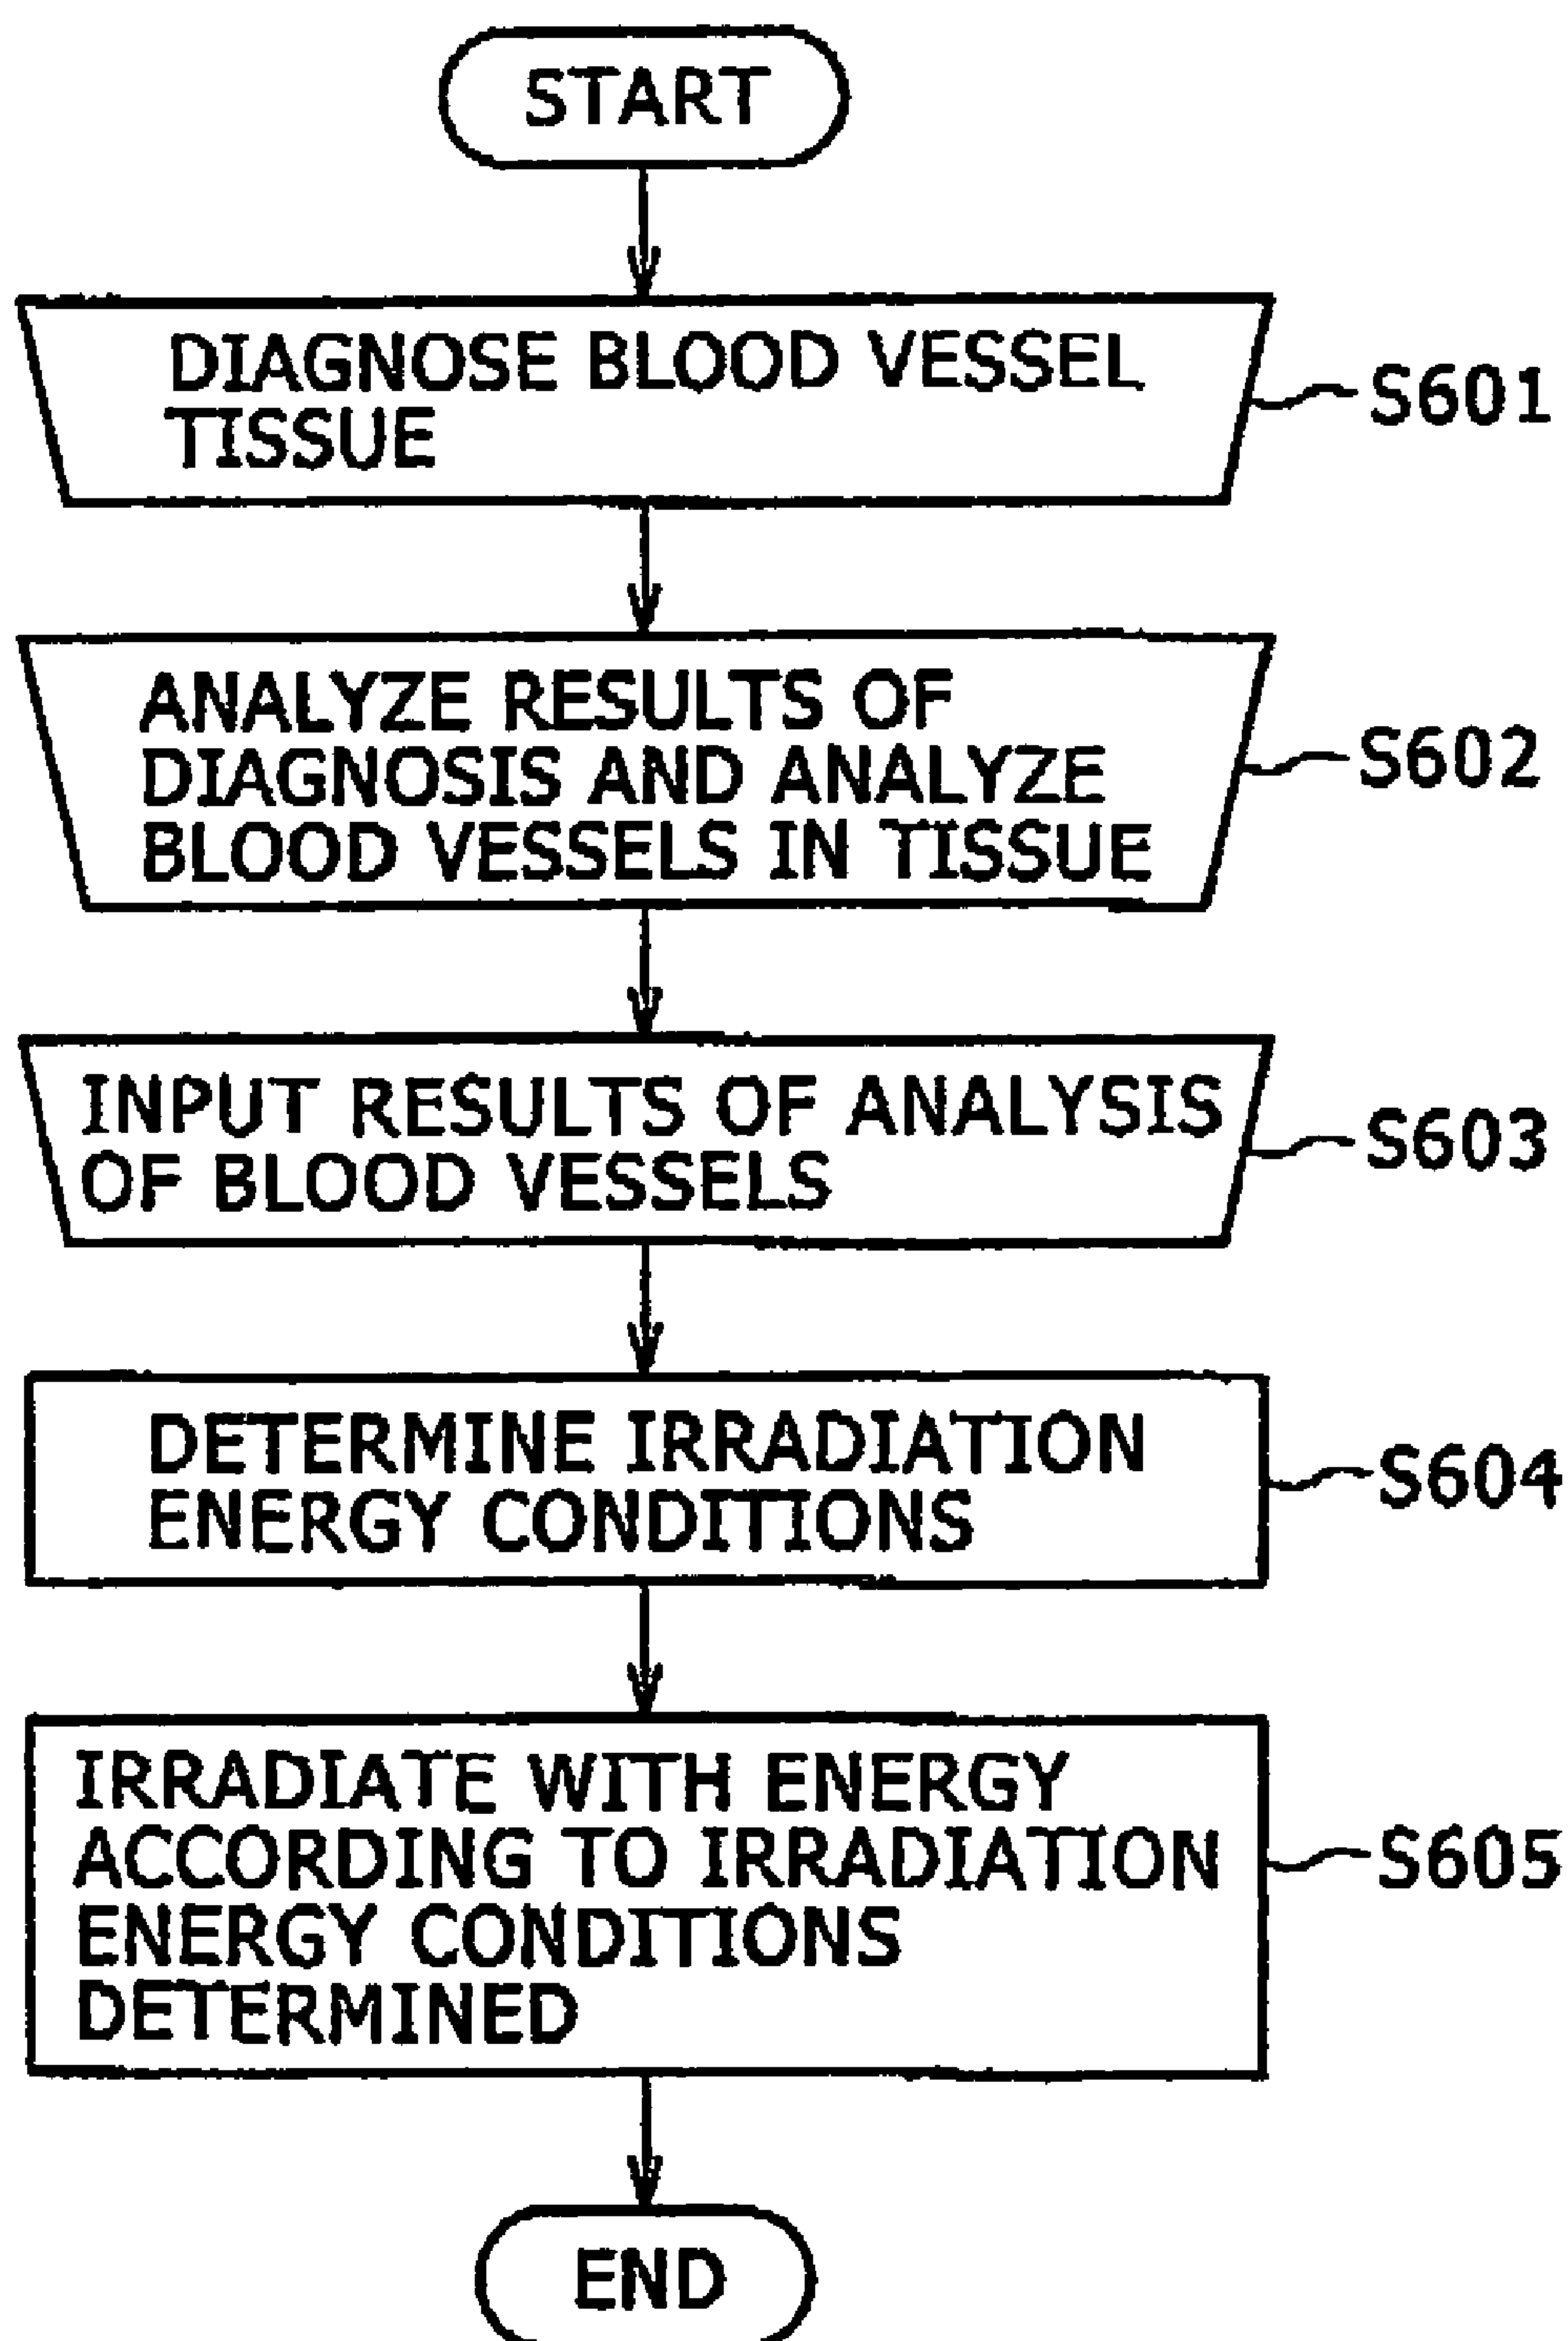 START
DIAGNOSE BLOOD VESSEL
TISSUE
S601
ANALYZE RESULTS OF
DIAGNOSIS AND ANALYZE
BLOOD VESSELS IN TISSUE
S602
INPUT RESULTS OF ANALYSIS
OF BLOOD VESSELS
S603
DETERMINE IRRADIATION
ENERGY CONDITIONS
S604
IRRADIATE WITH ENERGY
ACCORDING TO IRRADIATION
ENERGY CONDITIONS
DETERMINED
S605
END